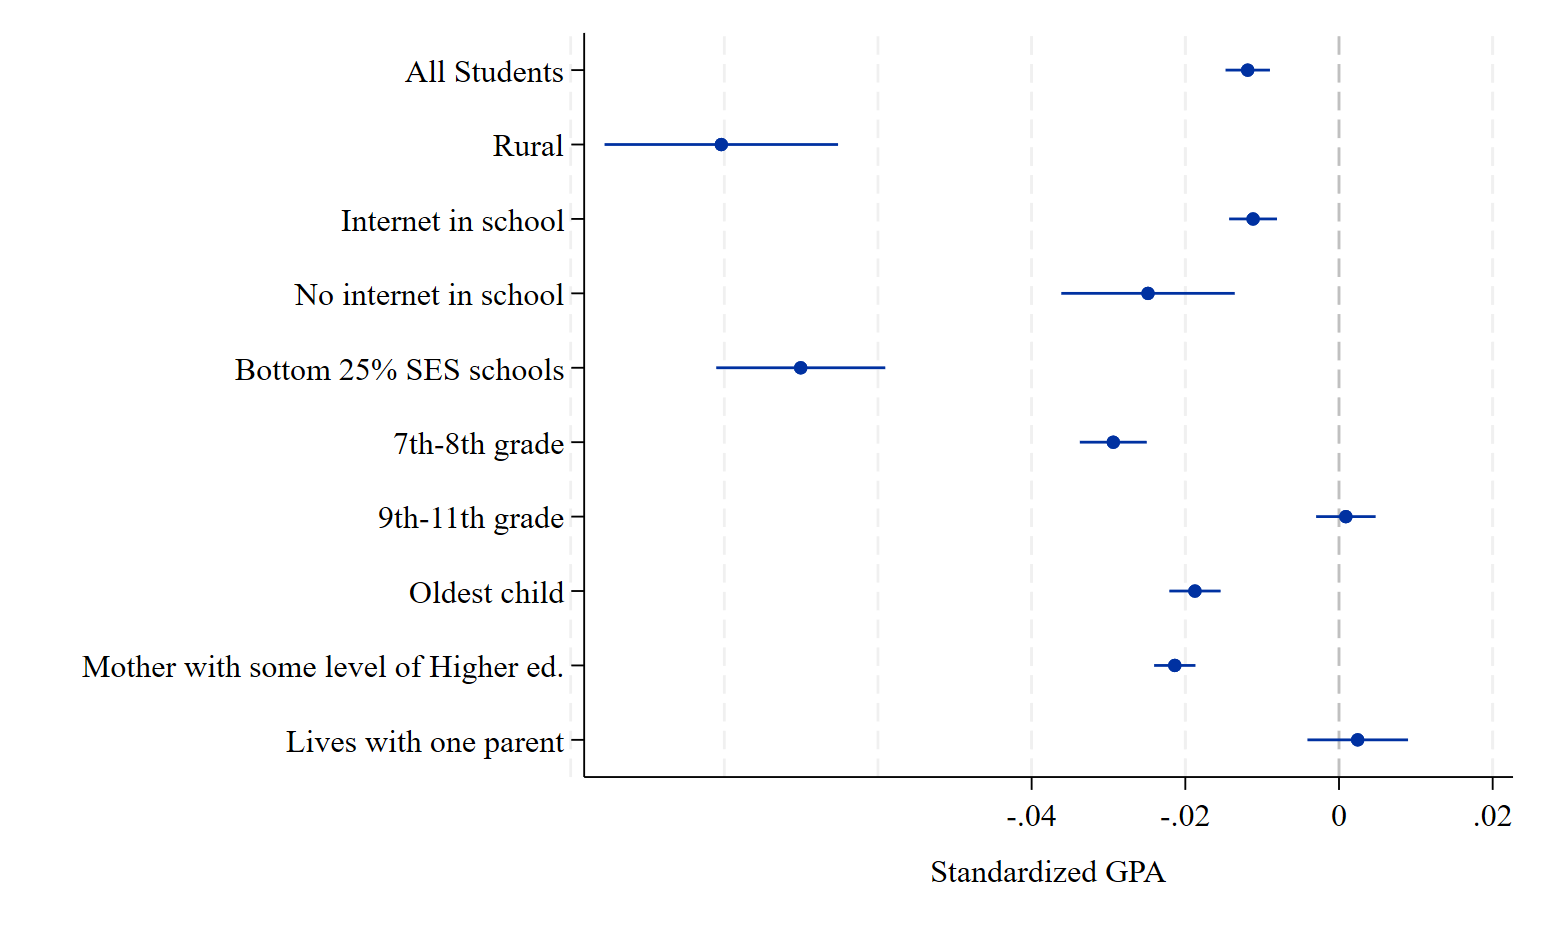 All Students
Rural
Internet in school
No internet in school
Bottom 25% SES schools
7th-8th grade
9th-11th grade
Oldest child
Mother with some level of Higher ed.
Lives with one parent
-.04 -.02 0 .02
Standardized GPA